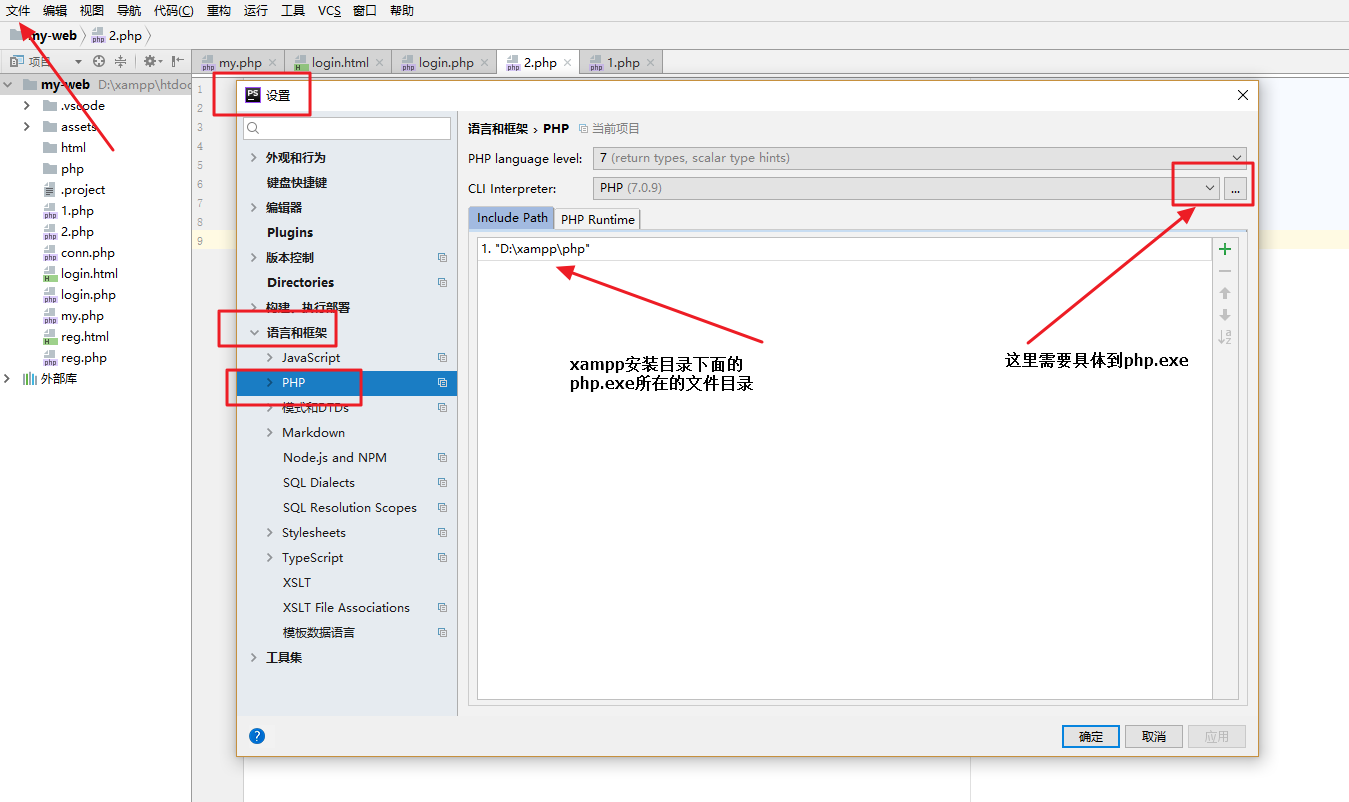 文件 编辑 视图 导航 代码(C) 重构 运行 工具 VCS 窗口 帮助
my-web 2.php
项目
my.php login.html login.php 2.php 1.php
my-web D:\xampp\htdoc
.vscode
assets
html
php
.project
1.php
2.php
conn.php
login.html
login.php
my.php
reg.html
reg.php
外部库
1
2
3
4
5
6
7
8
9
PS 设置
外观和行为
键盘快捷键
编辑器
Plugins
版本控制
Directories
构建、执行部署
语言和框架
JavaScript
PHP
模式和DTDs
Markdown
Node.js and NPM
SQL Dialects
SQL Resolution Scopes
Stylesheets
TypeScript
XSLT
XSLT File Associations
模板数据语言
工具集
语言和框架 › PHP 当前项目
PHP language level: 7 (return types, scalar type hints)
CLI Interpreter: PHP (7.0.9) ...
Include Path PHP Runtime
1. "D:\xampp\php"
xampp安装目录下面的
php.exe所在的文件目录
这里需要具体到php.exe
? 确定 取消 应用